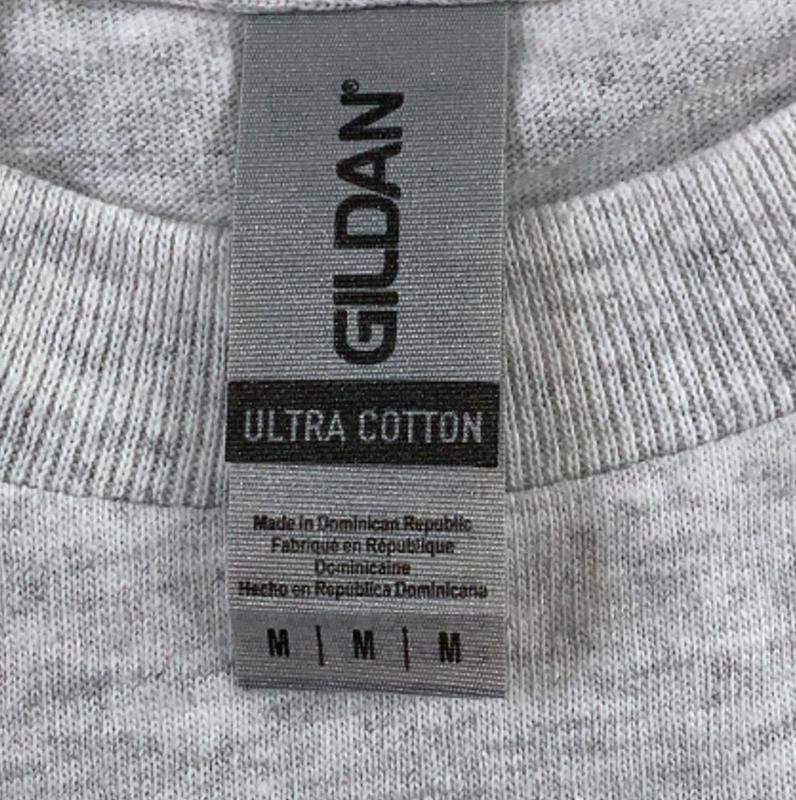 GILDAN®
ULTRA COTTON
Made in Dominican Republic
Fabriqué en République
Dominicaine
Hecho en Republica Dominicana
M | M | M